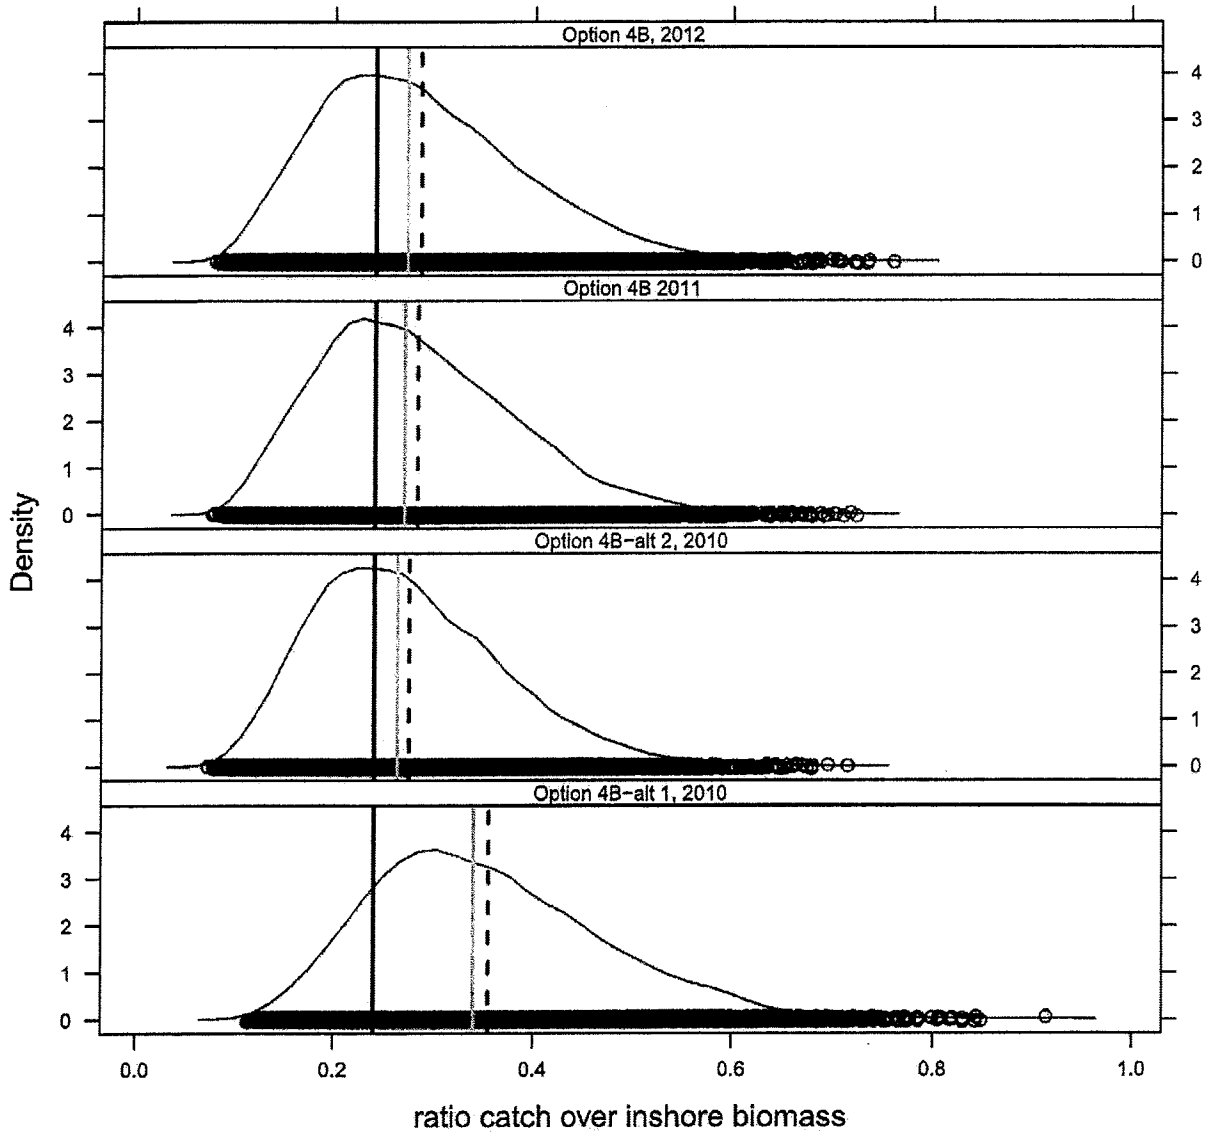 Option 4B, 2012
4
3
2
1
0
Option 4B 2011
4
3
2
1
0
Option 4B-alt 2, 2010
4
3
2
1
0
Option 4B-alt 1, 2010
4
3
2
1
0
Density
0.0 0.2 0.4 0.6 0.8 1.0
ratio catch over inshore biomass